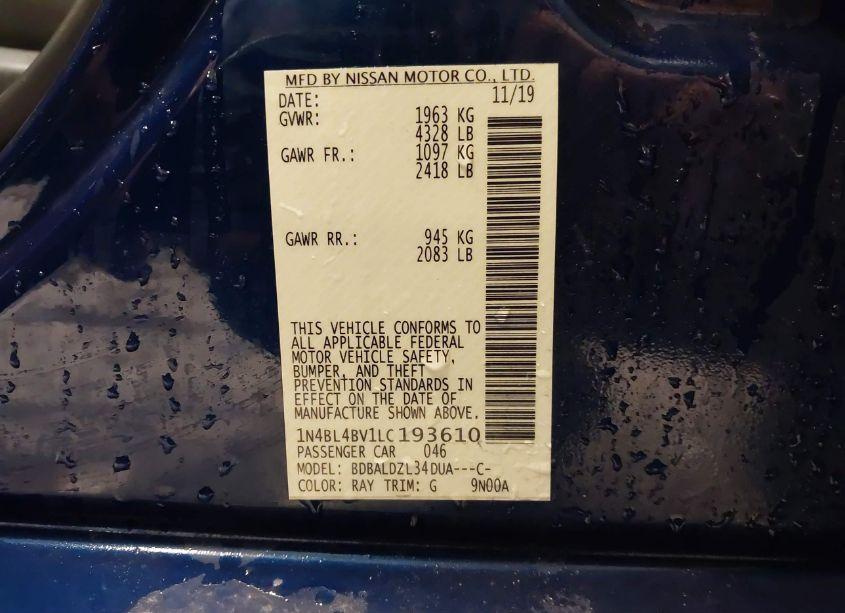 MFD BY NISSAN MOTOR CO., LTD.
DATE: 11/19
GVWR: 1963 KG
4328 LB
GAWR FR.: 1097 KG
2418 LB
GAWR RR.: 945 KG
2083 LB
THIS VEHICLE CONFORMS TO
ALL APPLICABLE FEDERAL
MOTOR VEHICLE SAFETY,
BUMPER, AND THEFT
PREVENTION STANDARDS IN
EFFECT ON THE DATE OF
MANUFACTURE SHOWN ABOVE.
1N4BL4BV1LC193610
PASSENGER CAR 046
MODEL: BDBALDZL34DUA---C-
COLOR: RAY TRIM: G 9N00A